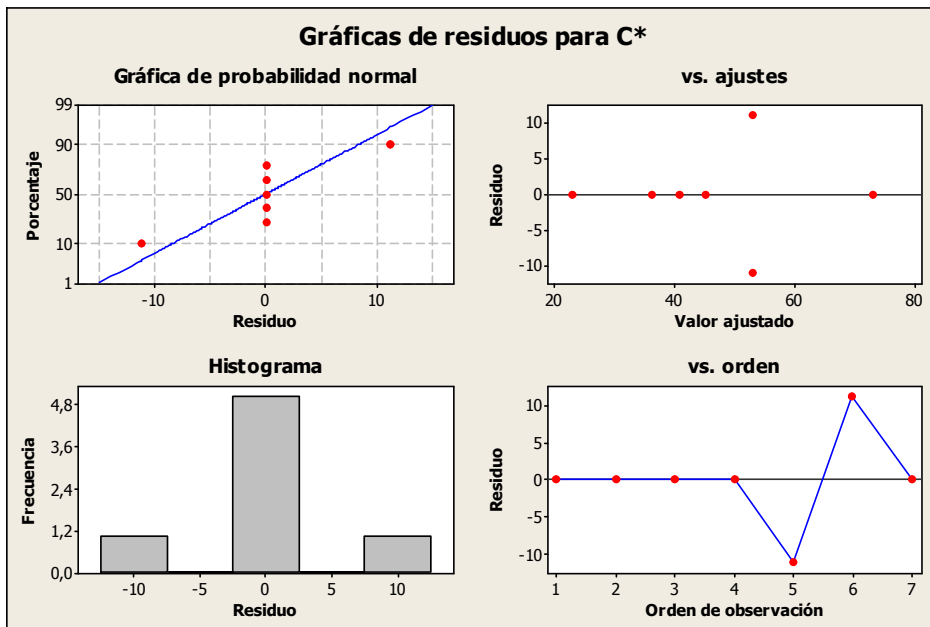 Gráficas de residuos para C*
Gráfica de probabilidad normal
99
90
50
10
1
Porcentaje
-10 0 10
Residuo
vs. ajustes
10
5
0
-5
-10
Residuo
20 40 60 80
Valor ajustado
Histograma
4,8
3,6
2,4
1,2
0,0
Frecuencia
-10 -5 0 5 10
Residuo
vs. orden
10
5
0
-5
-10
Residuo
1 2 3 4 5 6 7
Orden de observación